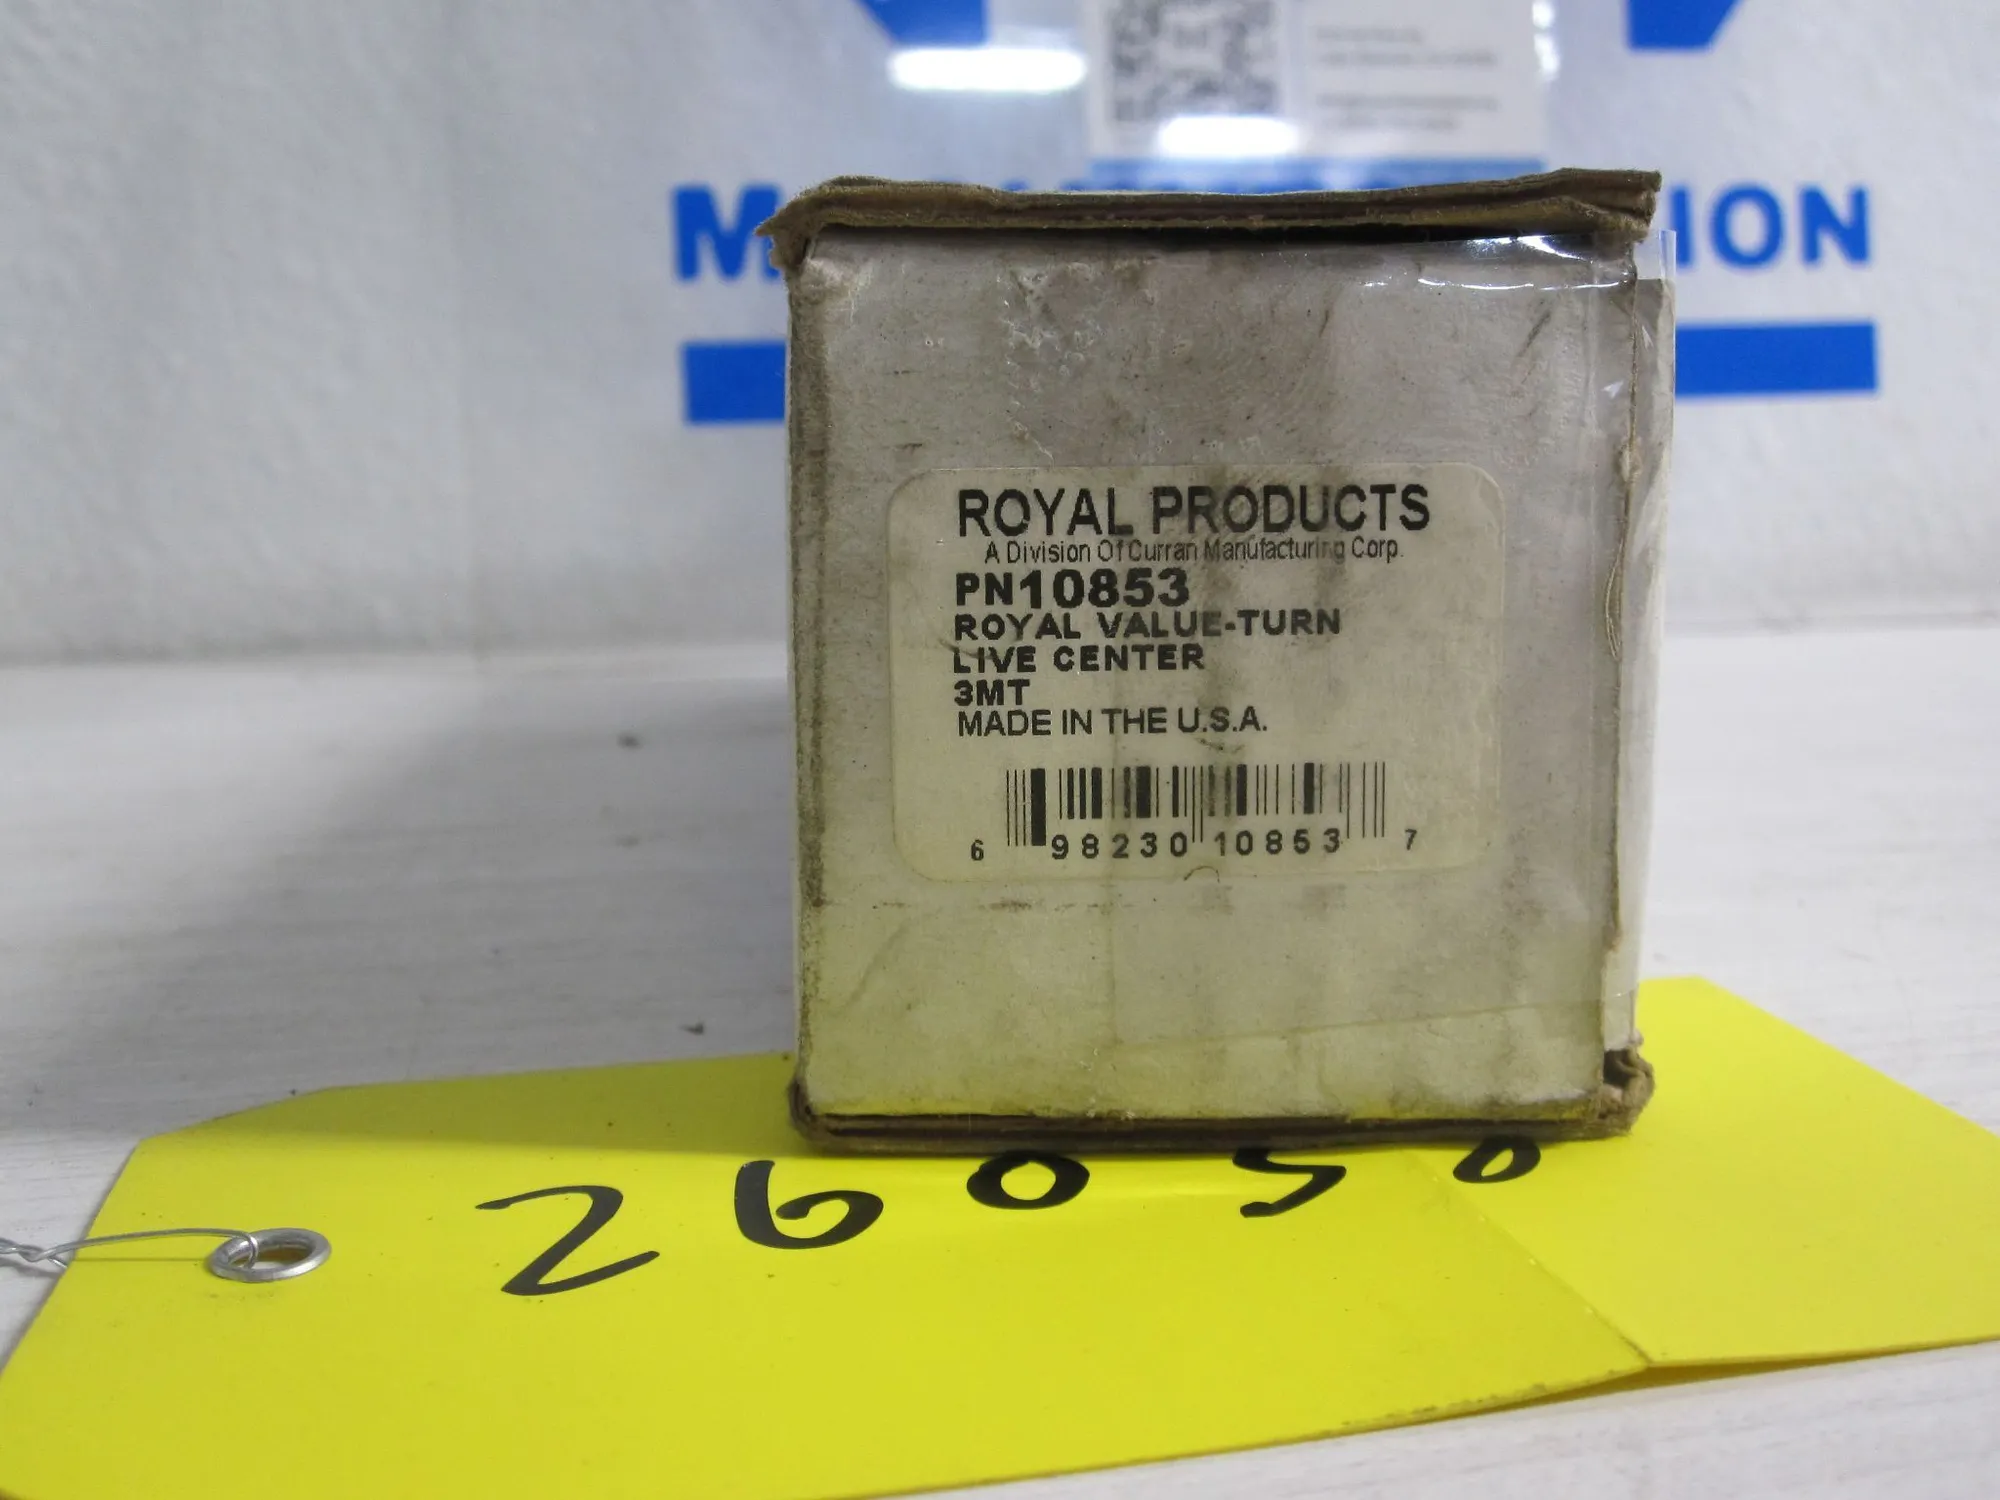 M ION
ROYAL PRODUCTS
A Division Of Curran Manufacturing Corp.
PN10853
ROYAL VALUE-TURN
LIVE CENTER
3MT
MADE IN THE U.S.A.
6 98230 10853 7
26050